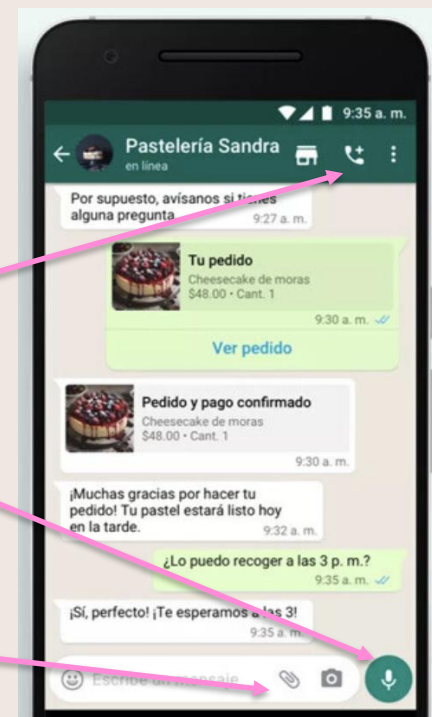 9:35 a. m.
Pastelería Sandra
en línea
Por supuesto, avísanos si tienes
alguna pregunta.
9:27 a. m.
Tu pedido
Cheesecake de moras
$48.00 • Cant. 1
9:30 a. m.
Ver pedido
Pedido y pago confirmado
Cheesecake de moras
$48.00 • Cant. 1
9:30 a. m.
¡Muchas gracias por hacer tu
pedido! Tu pastel estará listo hoy
en la tarde.
9:32 a. m.
¿Lo puedo recoger a las 3 p. m.?
9:35 a. m.
¡Sí, perfecto! ¡Te esperamos a las 3!
9:35 a. m.
Escribe un mensaje